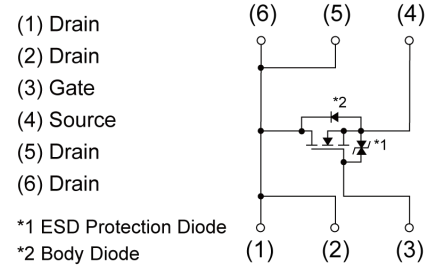 (1) Drain
(2) Drain
(3) Gate
(4) Source
(5) Drain
(6) Drain
*1 ESD Protection Diode
*2 Body Diode
(6) (5) (4)
*2
*1
(1) (2) (3)